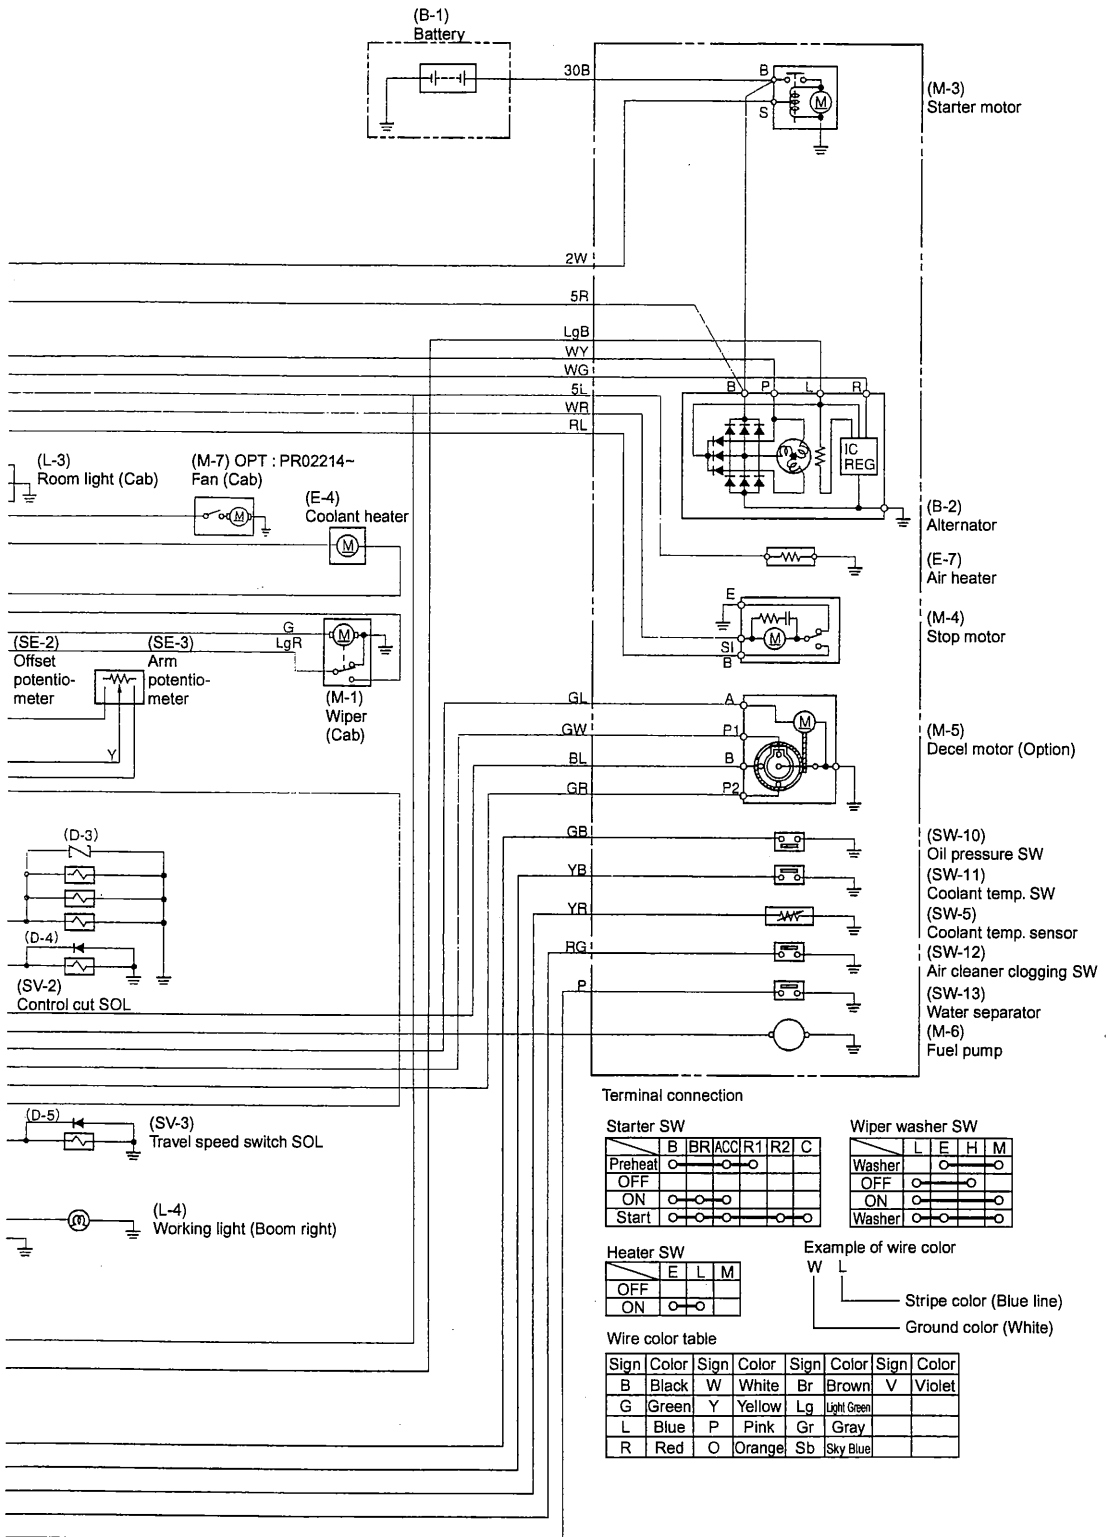 (B-1)
Battery
30B
B
S
M
(M-3)
Starter motor
2W
5R
LgB
WY
WG
5L
WR
RL
B P L R
IC
REG
(B-2)
Alternator
(L-3)
Room light (Cab)
(M-7) OPT : PR02214~
Fan (Cab)
M
(E-4)
Coolant heater
M
(E-7)
Air heater
E
SI
B
M
(M-4)
Stop motor
G
LgR
M
(M-1)
Wiper
(Cab)
(SE-2)
Offset
potentio-
meter
(SE-3)
Arm
potentio-
meter
Y
GL
GW
BL
GR
A
P1
B
P2
M
(M-5)
Decel motor (Option)
(D-3)
(D-4)
(SV-2)
Control cut SOL
GB
YB
YR
RG
P
(SW-10)
Oil pressure SW
(SW-11)
Coolant temp. SW
(SW-5)
Coolant temp. sensor
(SW-12)
Air cleaner clogging SW
(SW-13)
Water separator
(M-6)
Fuel pump
(D-5)
(SV-3)
Travel speed switch SOL
(L-4)
Working light (Boom right)
Terminal connection
Starter SW
B BR ACC R1 R2 C
Preheat
OFF
ON
Start
Wiper washer SW
L E H M
Washer
OFF
ON
Washer
Heater SW
E L M
OFF
ON
Example of wire color
W L
Stripe color (Blue line)
Ground color (White)
Wire color table
Sign Color Sign Color Sign Color Sign Color
B Black W White Br Brown V Violet
G Green Y Yellow Lg Light Green
L Blue P Pink Gr Gray
R Red O Orange Sb Sky Blue